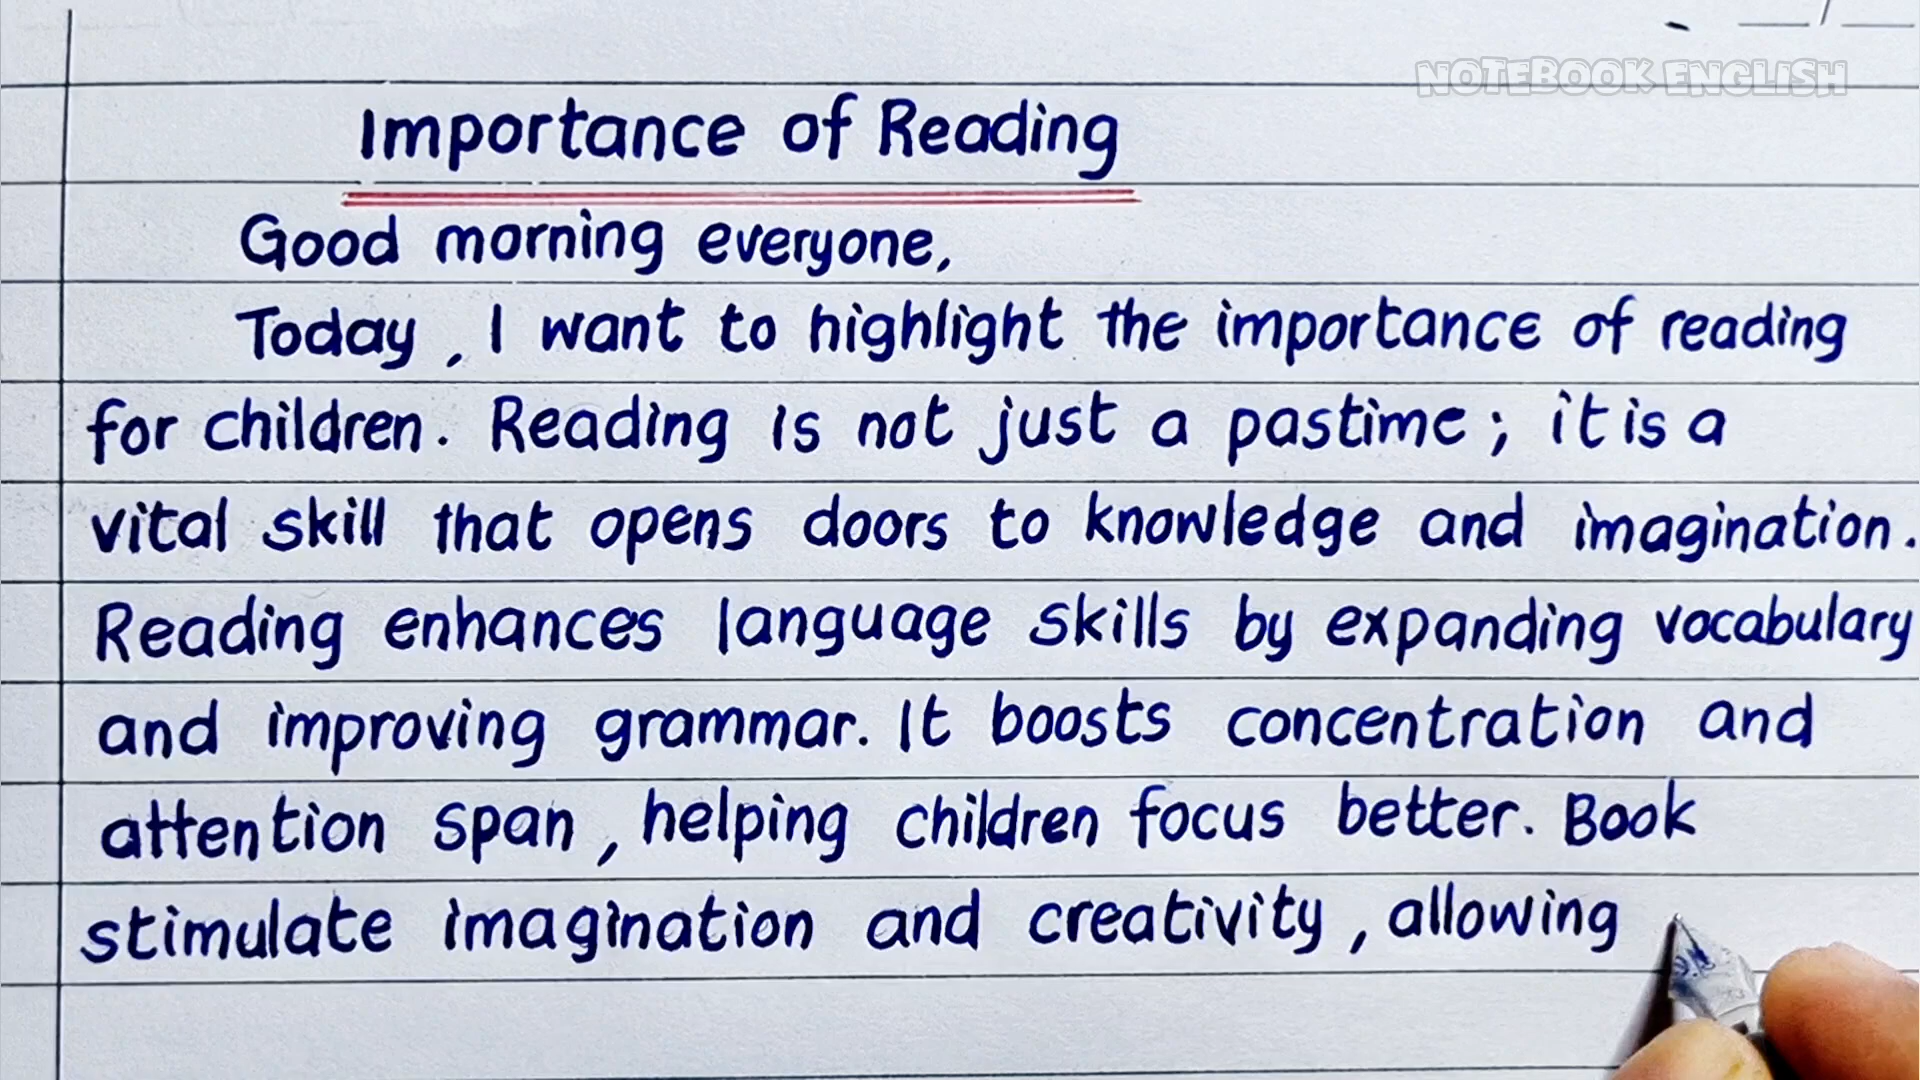 NOTEBOOK ENGLISH
Importance of Reading
Good morning everyone,
Today, I want to highlight the importance of reading
for children. Reading is not just a pastime; it is a
vital skill that opens doors to knowledge and imagination.
Reading enhances language skills by expanding vocabulary
and improving grammar. It boosts concentration and
attention span, helping children focus better. Book
stimulate imagination and creativity, allowing